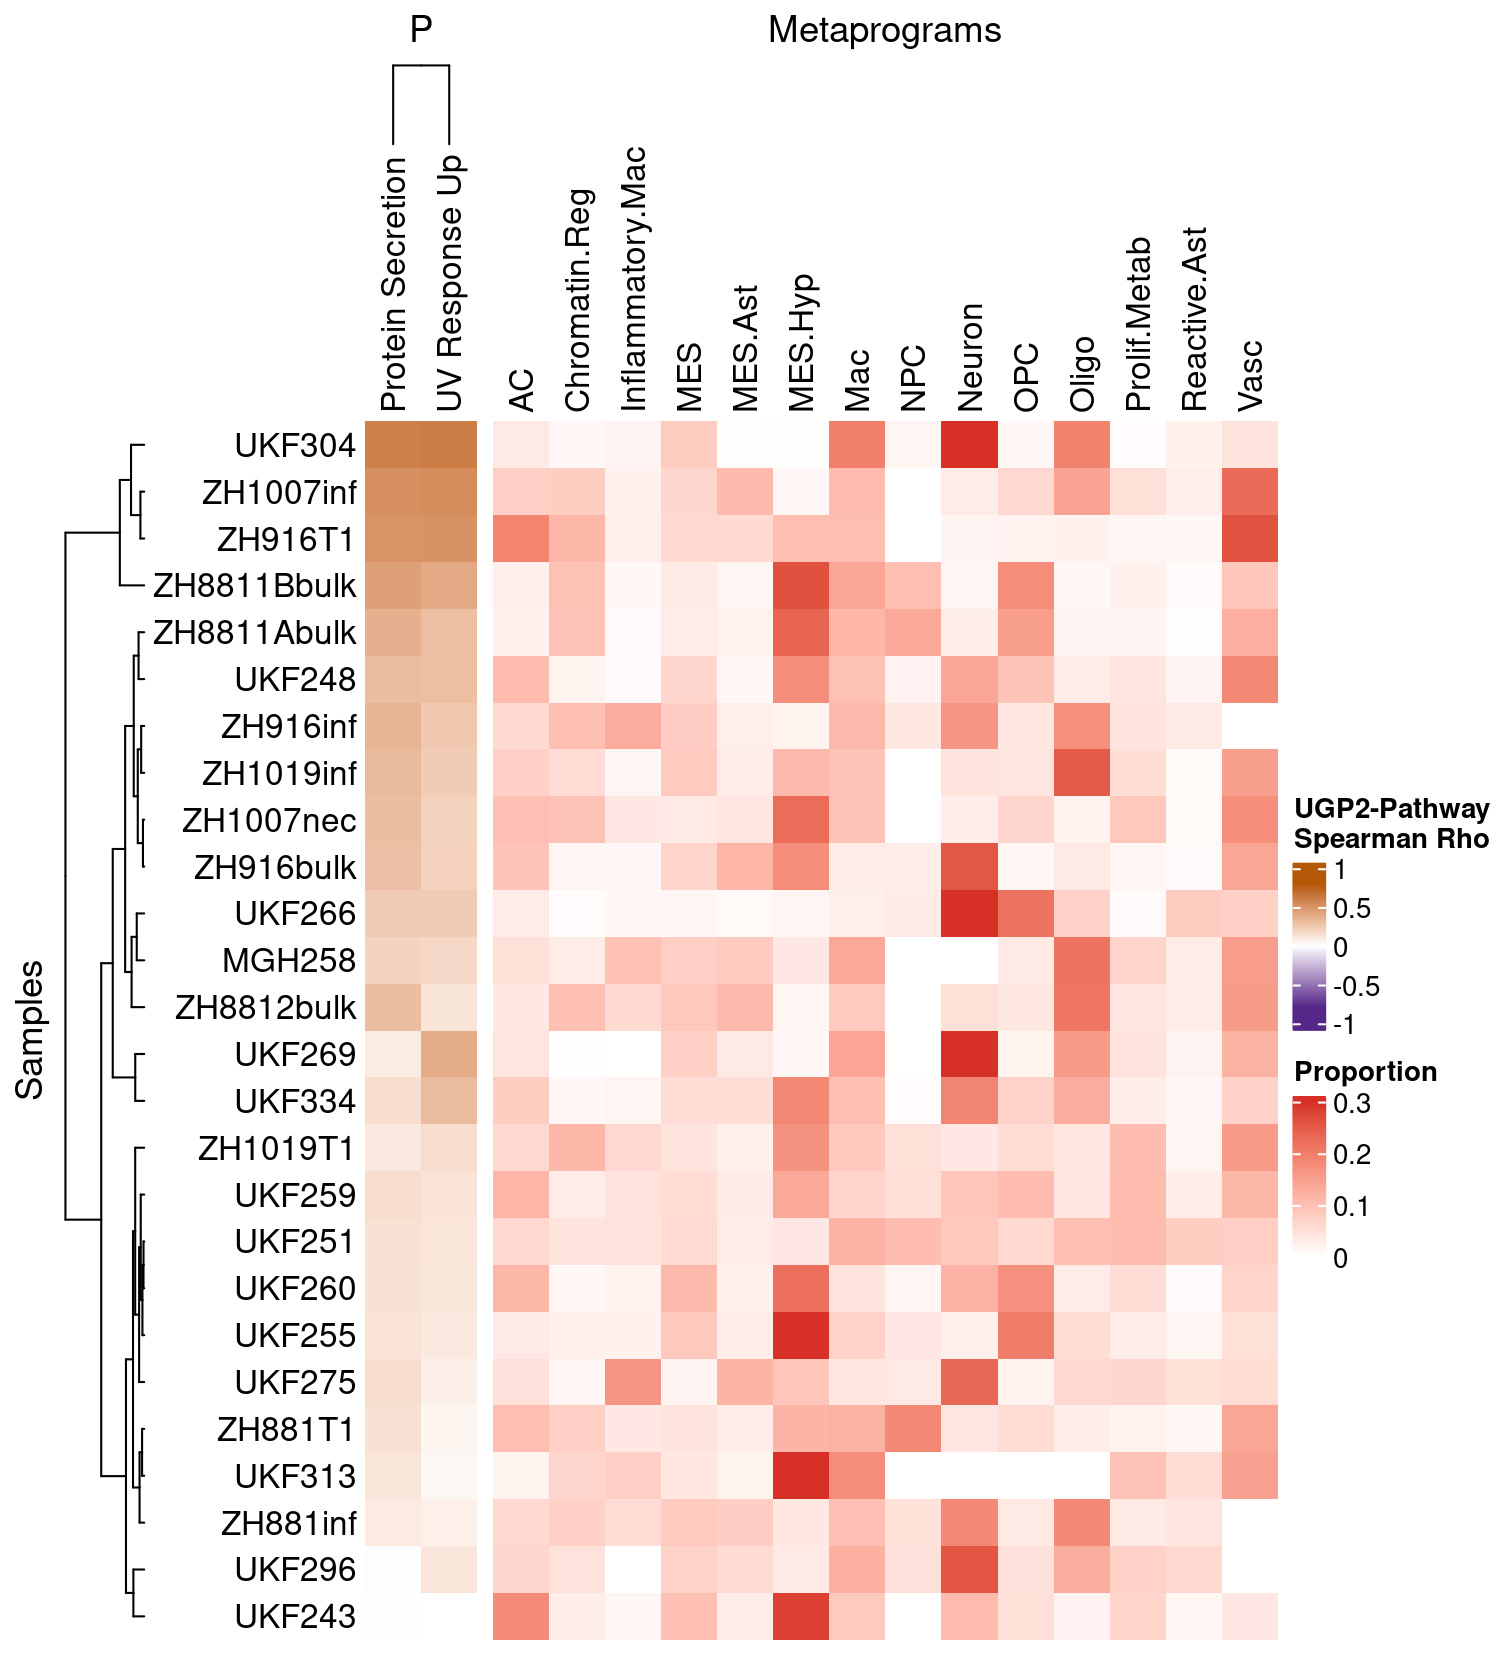 P
Metaprograms
Protein Secretion
UV Response Up
AC
Chromatin.Reg
Inflammatory.Mac
MES
MES.Ast
MES.Hyp
Mac
NPC
Neuron
OPC
Oligo
Prolif.Metab
Reactive.Ast
Vasc
Samples
UKF304
ZH1007inf
ZH916T1
ZH8811Bbulk
ZH8811Abulk
UKF248
ZH916inf
ZH1019inf
ZH1007nec
ZH916bulk
UKF266
MGH258
ZH8812bulk
UKF269
UKF334
ZH1019T1
UKF259
UKF251
UKF260
UKF255
UKF275
ZH881T1
UKF313
ZH881inf
UKF296
UKF243
UGP2-Pathway
Spearman Rho
1
0.5
0
-0.5
-1
Proportion
0.3
0.2
0.1
0